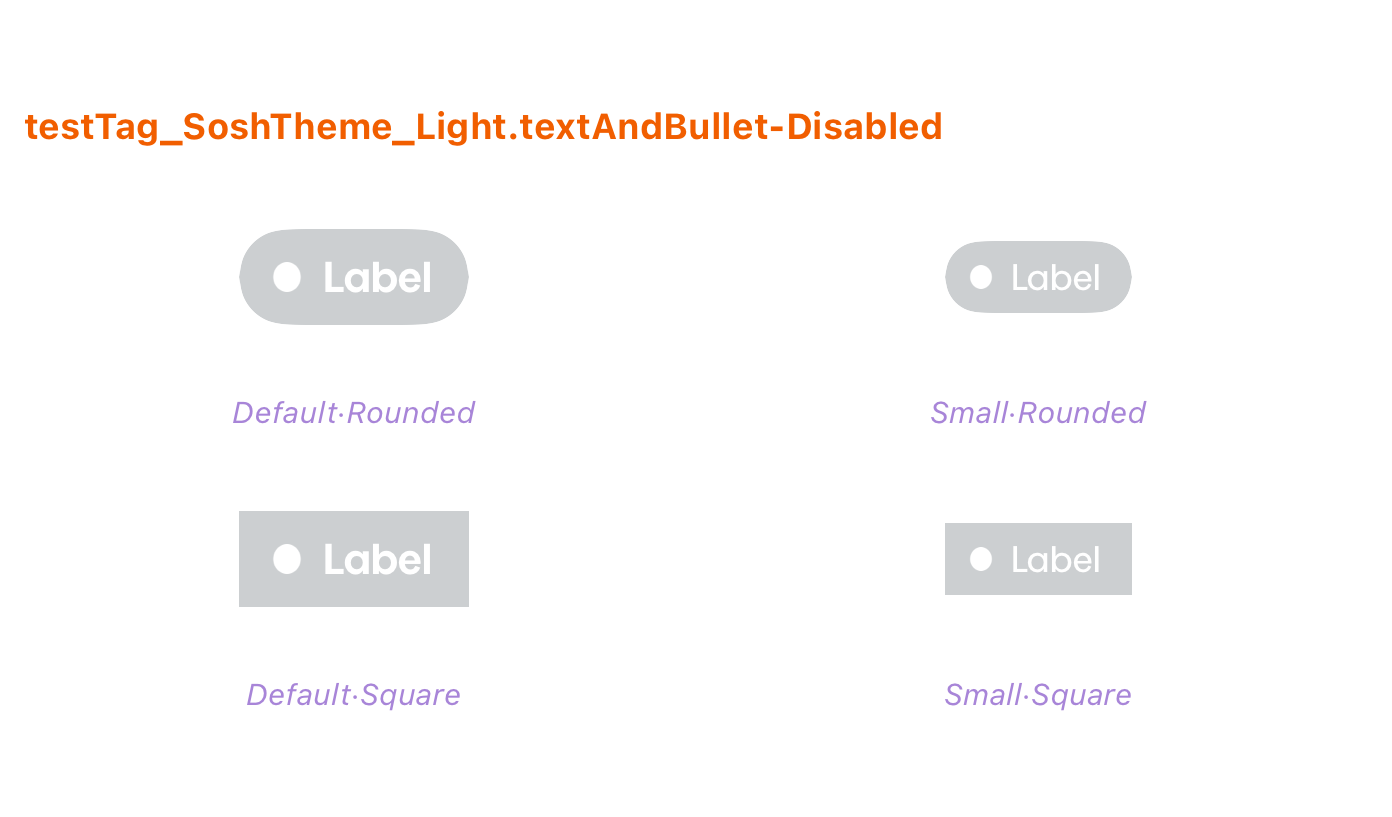 testTag_SoshTheme_Light.textAndBullet-Disabled
Label
Label
Default·Rounded
Small·Rounded
Label
Label
Default·Square
Small·Square